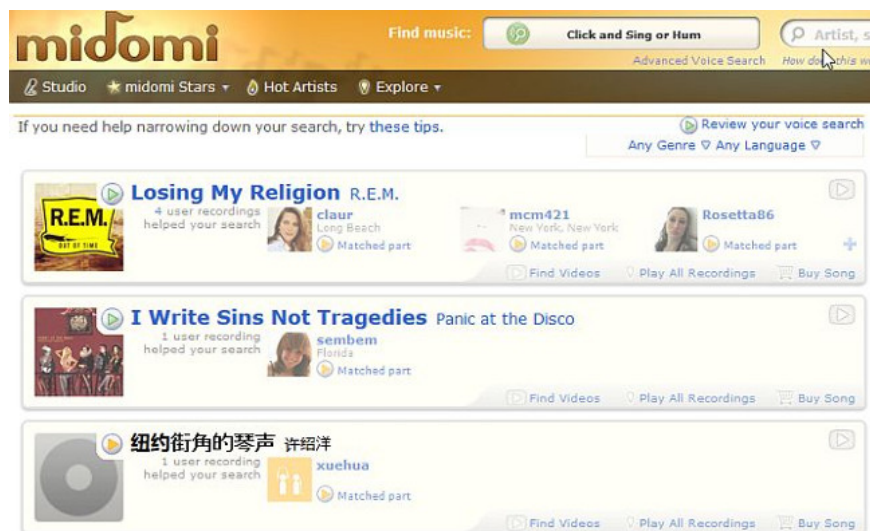 midomi
Find music: Click and Sing or Hum Artist, s
Advanced Voice Search How do this w
Studio midomi Stars Hot Artists Explore
If you need help narrowing down your search, try these tips.
Review your voice search
Any Genre Any Language
Losing My Religion R.E.M.
R.E.M.
OUT OF TIME
4 user recordings helped your search
claur
Long Beach
Matched part
mcm421
New York, New York
Matched part
Rosetta86
Matched part
Find Videos Play All Recordings Buy Song
I Write Sins Not Tragedies Panic at the Disco
1 user recording helped your search
sembem
Florida
Matched part
Find Videos Play All Recordings Buy Song
纽约街角的琴声 许绍洋
1 user recording helped your search
xuehua
Matched part
Find Videos Play All Recordings Buy Song